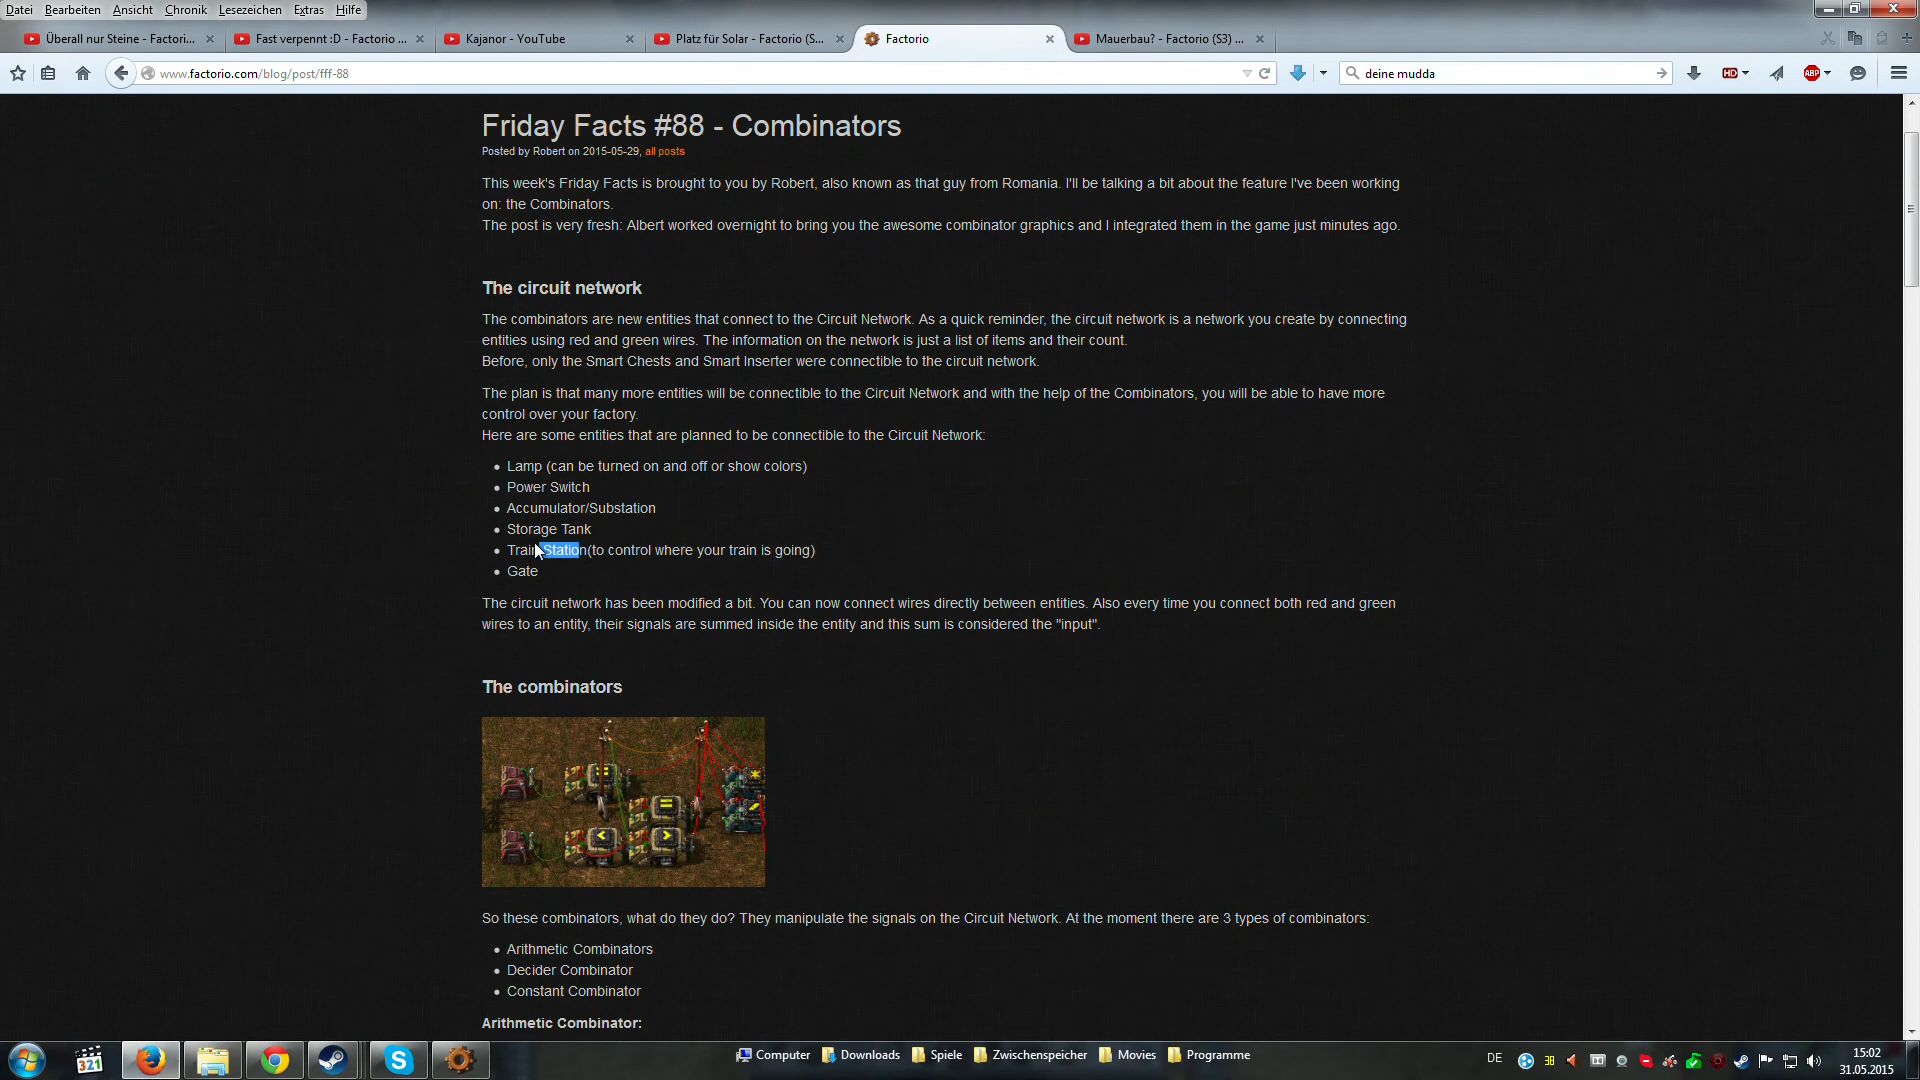 Datei Bearbeiten Ansicht Chronik Lesezeichen Extras Hilfe
Überall nur Steine - Factori... Fast verpennt :D - Factorio ... Kajanor - YouTube Platz für Solar - Factorio (S... Factorio Mauerbau? - Factorio (S3) ...
www.factorio.com/blog/post/fff-88 deine mudda HD ABP
Friday Facts #88 - Combinators
Posted by Robert on 2015-05-29, all posts
This week's Friday Facts is brought to you by Robert, also known as that guy from Romania. I'll be talking a bit about the feature I've been working
on: the Combinators.
The post is very fresh: Albert worked overnight to bring you the awesome combinator graphics and I integrated them in the game just minutes ago.
The circuit network
The combinators are new entities that connect to the Circuit Network. As a quick reminder, the circuit network is a network you create by connecting
entities using red and green wires. The information on the network is just a list of items and their count.
Before, only the Smart Chests and Smart Inserter were connectible to the circuit network.
The plan is that many more entities will be connectible to the Circuit Network and with the help of the Combinators, you will be able to have more
control over your factory.
Here are some entities that are planned to be connectible to the Circuit Network:
Lamp (can be turned on and off or show colors)
Power Switch
Accumulator/Substation
Storage Tank
Train Station(to control where your train is going)
Gate
The circuit network has been modified a bit. You can now connect wires directly between entities. Also every time you connect both red and green
wires to an entity, their signals are summed inside the entity and this sum is considered the "input".
The combinators
So these combinators, what do they do? They manipulate the signals on the Circuit Network. At the moment there are 3 types of combinators:
Arithmetic Combinators
Decider Combinator
Constant Combinator
Arithmetic Combinator:
321 Computer Downloads Spiele Zwischenspeicher Movies Programme DE 38 15:02
31.05.2015